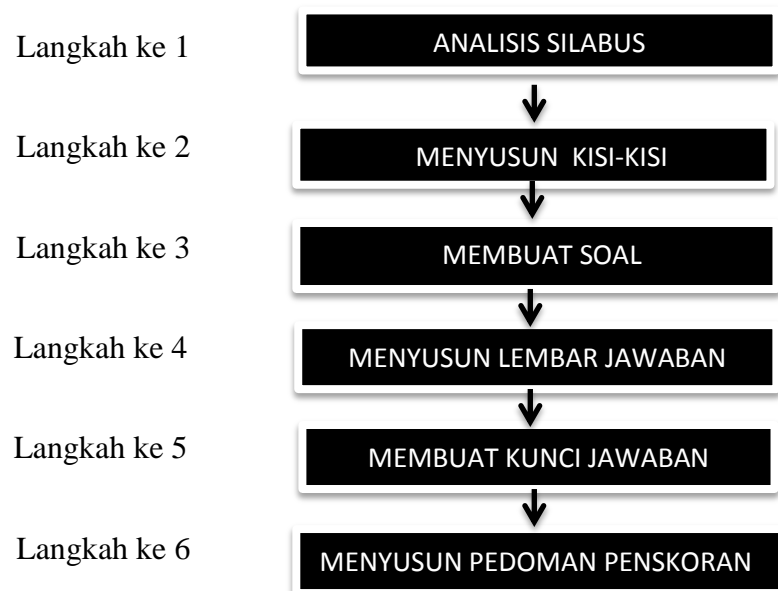 Langkah ke 1 ANALISIS SILABUS
Langkah ke 2 MENYUSUN KISI-KISI
Langkah ke 3 MEMBUAT SOAL
Langkah ke 4 MENYUSUN LEMBAR JAWABAN
Langkah ke 5 MEMBUAT KUNCI JAWABAN
Langkah ke 6 MENYUSUN PEDOMAN PENSKORAN